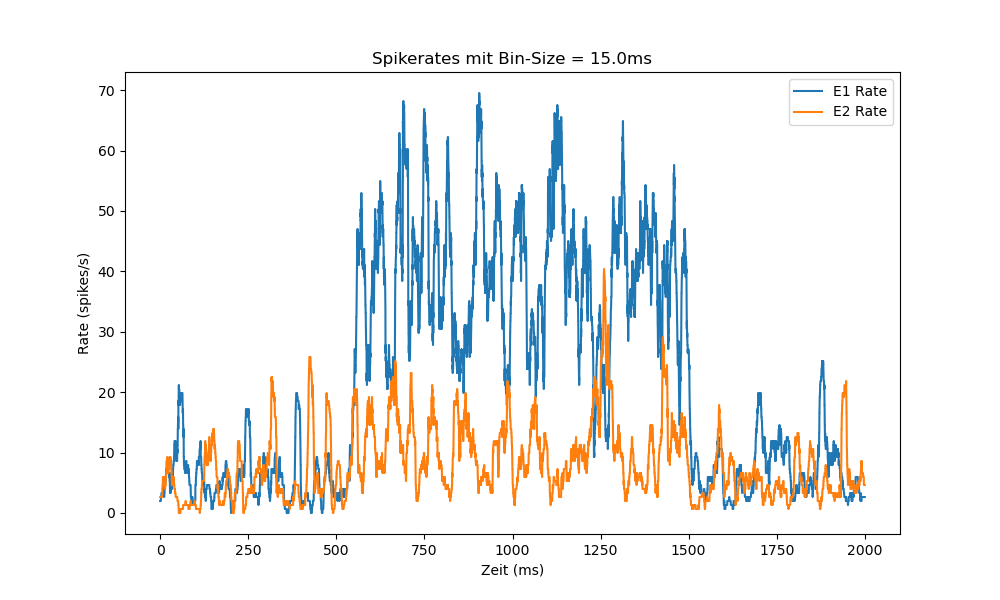 Spikerates mit Bin-Size = 15.0ms
E1 Rate
E2 Rate
Rate (spikes/s)
70
60
50
40
30
20
10
0
0 250 500 750 1000 1250 1500 1750 2000
Zeit (ms)